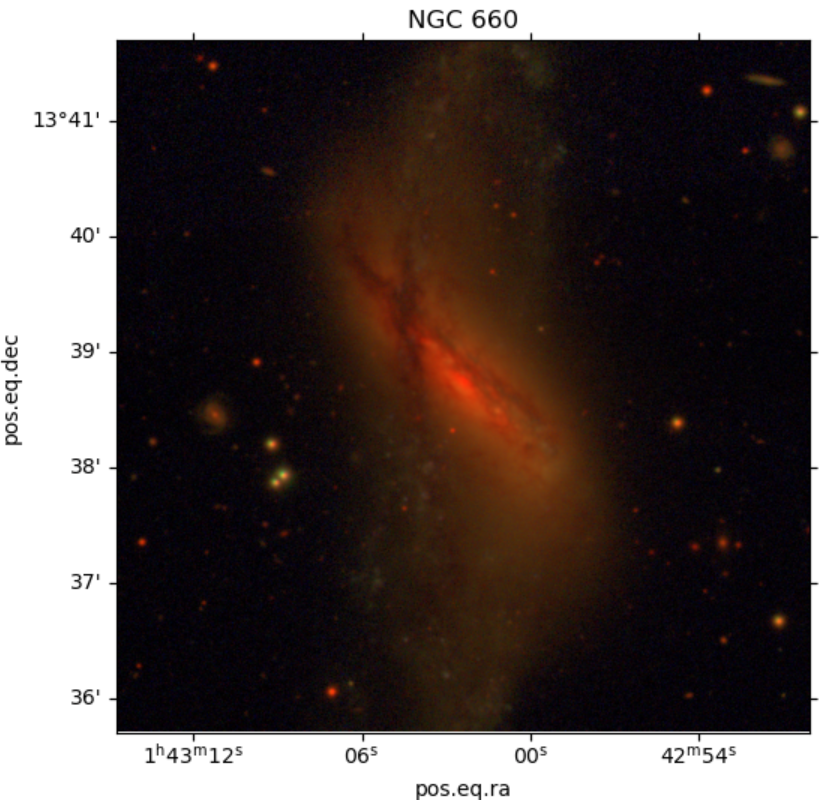 NGC 660
13°41'
40'
39'
38'
37'
36'
pos.eq.dec
1ʰ43ᵐ12ˢ 06ˢ 00ˢ 42ᵐ54ˢ
pos.eq.ra